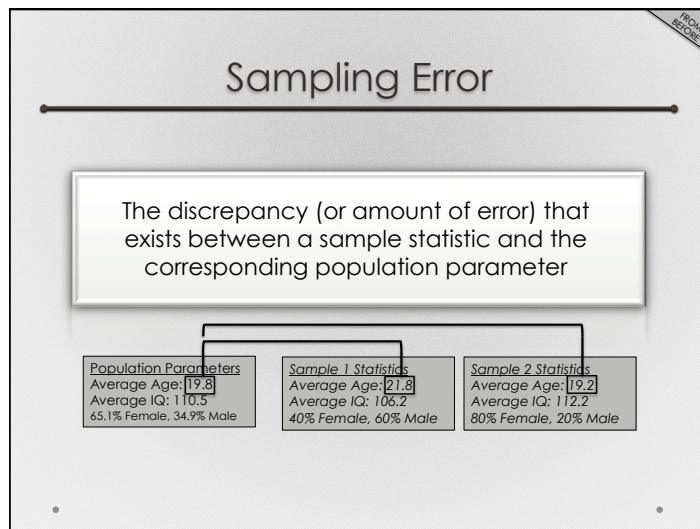 FROM
BEFORE
Sampling Error
The discrepancy (or amount of error) that
exists between a sample statistic and the
corresponding population parameter
Population Parameters
Average Age: 19.8
Average IQ: 110.5
65.1% Female, 34.9% Male
Sample 1 Statistics
Average Age: 21.8
Average IQ: 106.2
40% Female, 60% Male
Sample 2 Statistics
Average Age: 19.2
Average IQ: 112.2
80% Female, 20% Male